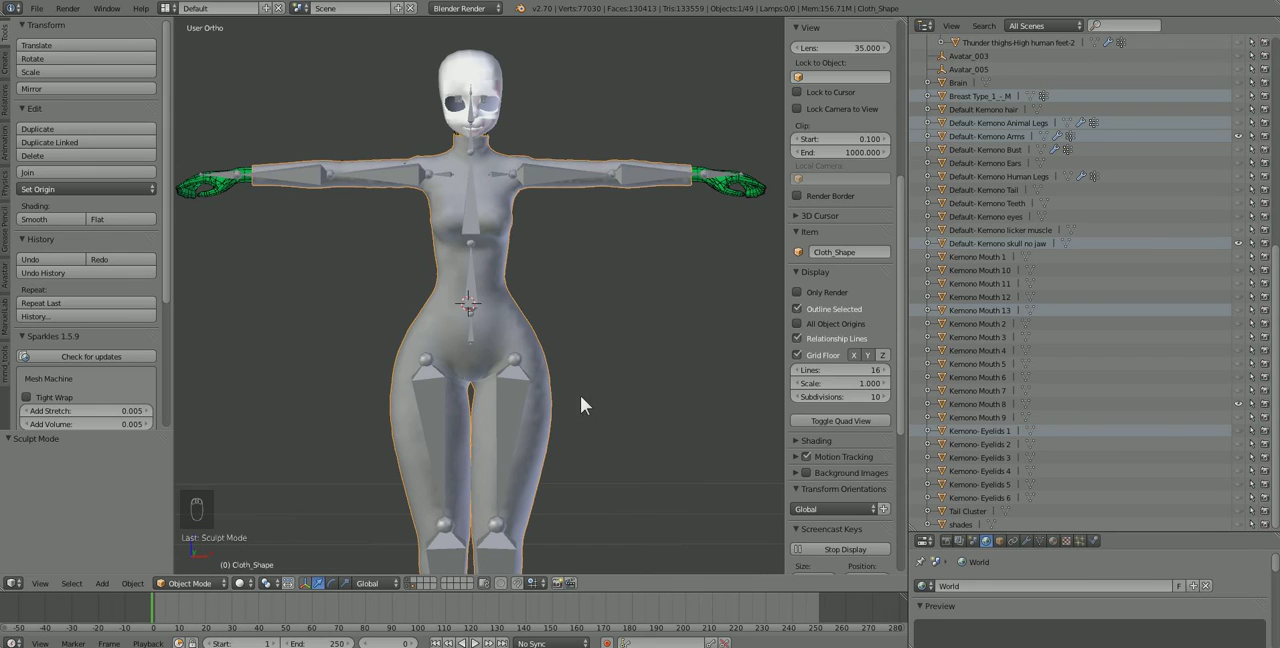 File Render Window Help Default Scene Blender Render v2.70 | Verts:77030 | Faces:130413 | Tris:133559 | Objects:1/49 | Lamps:0/0 | Mem:156.71M | Cloth_Shape
Tools
Create
Relations
Animation
Physics
Grease Pencil
Avastar
ManuelLab
mmd_tools
Transform
Translate
Rotate
Scale
Mirror
Edit
Duplicate
Duplicate Linked
Delete
Join
Set Origin
Shading:
Smooth Flat
History
Undo Redo
Undo History
Repeat:
Repeat Last
History...
Sparkles 1.5.9
Check for updates
Mesh Machine
Tight Wrap
Add Stretch: 0.005
Add Volume: 0.005
Sculpt Mode
User Ortho
Last: Sculpt Mode
(0) Cloth_Shape
View
Lens: 35.000
Lock to Object:
Lock to Cursor
Lock Camera to View
Clip:
Start: 0.100
End: 1000.000
Local Camera:
Render Border
3D Cursor
Item
Cloth_Shape
Display
Only Render
Outline Selected
All Object Origins
Relationship Lines
Grid Floor X Y Z
Lines: 16
Scale: 1.000
Subdivisions: 10
Toggle Quad View
Shading
Motion Tracking
Background Images
Transform Orientations
Global
Screencast Keys
Stop Display
Size: Position:
View Search All Scenes
Thunder thighs-High human feet-2
Avatar_003
Avatar_005
Brain
Breast Type_1_-_M
Default Kemono hair
Default- Kemono Animal Legs
Default- Kemono Arms
Default- Kemono Bust
Default- Kemono Ears
Default- Kemono Human Legs
Default- Kemono Tail
Default- Kemono Teeth
Default- Kemono eyes
Default- Kemono licker muscle
Default- Kemono skull no jaw
Kemono Mouth 1
Kemono Mouth 10
Kemono Mouth 11
Kemono Mouth 12
Kemono Mouth 13
Kemono Mouth 2
Kemono Mouth 3
Kemono Mouth 4
Kemono Mouth 5
Kemono Mouth 6
Kemono Mouth 7
Kemono Mouth 8
Kemono Mouth 9
Kemono- Eyelids 1
Kemono- Eyelids 2
Kemono- Eyelids 3
Kemono- Eyelids 4
Kemono- Eyelids 5
Kemono- Eyelids 6
Tail Cluster
shades
World
World F
Preview
View Select Add Object Object Mode Global
-50 -40 -30 -20 -10 0 10 20 30 40 50 60 70 80 90 100 110 120 130 140 150 160 170 180 190 200 210 220 230 240 250 260 270 280
View Marker Frame Playback Start: 1 End: 250 0 No Sync